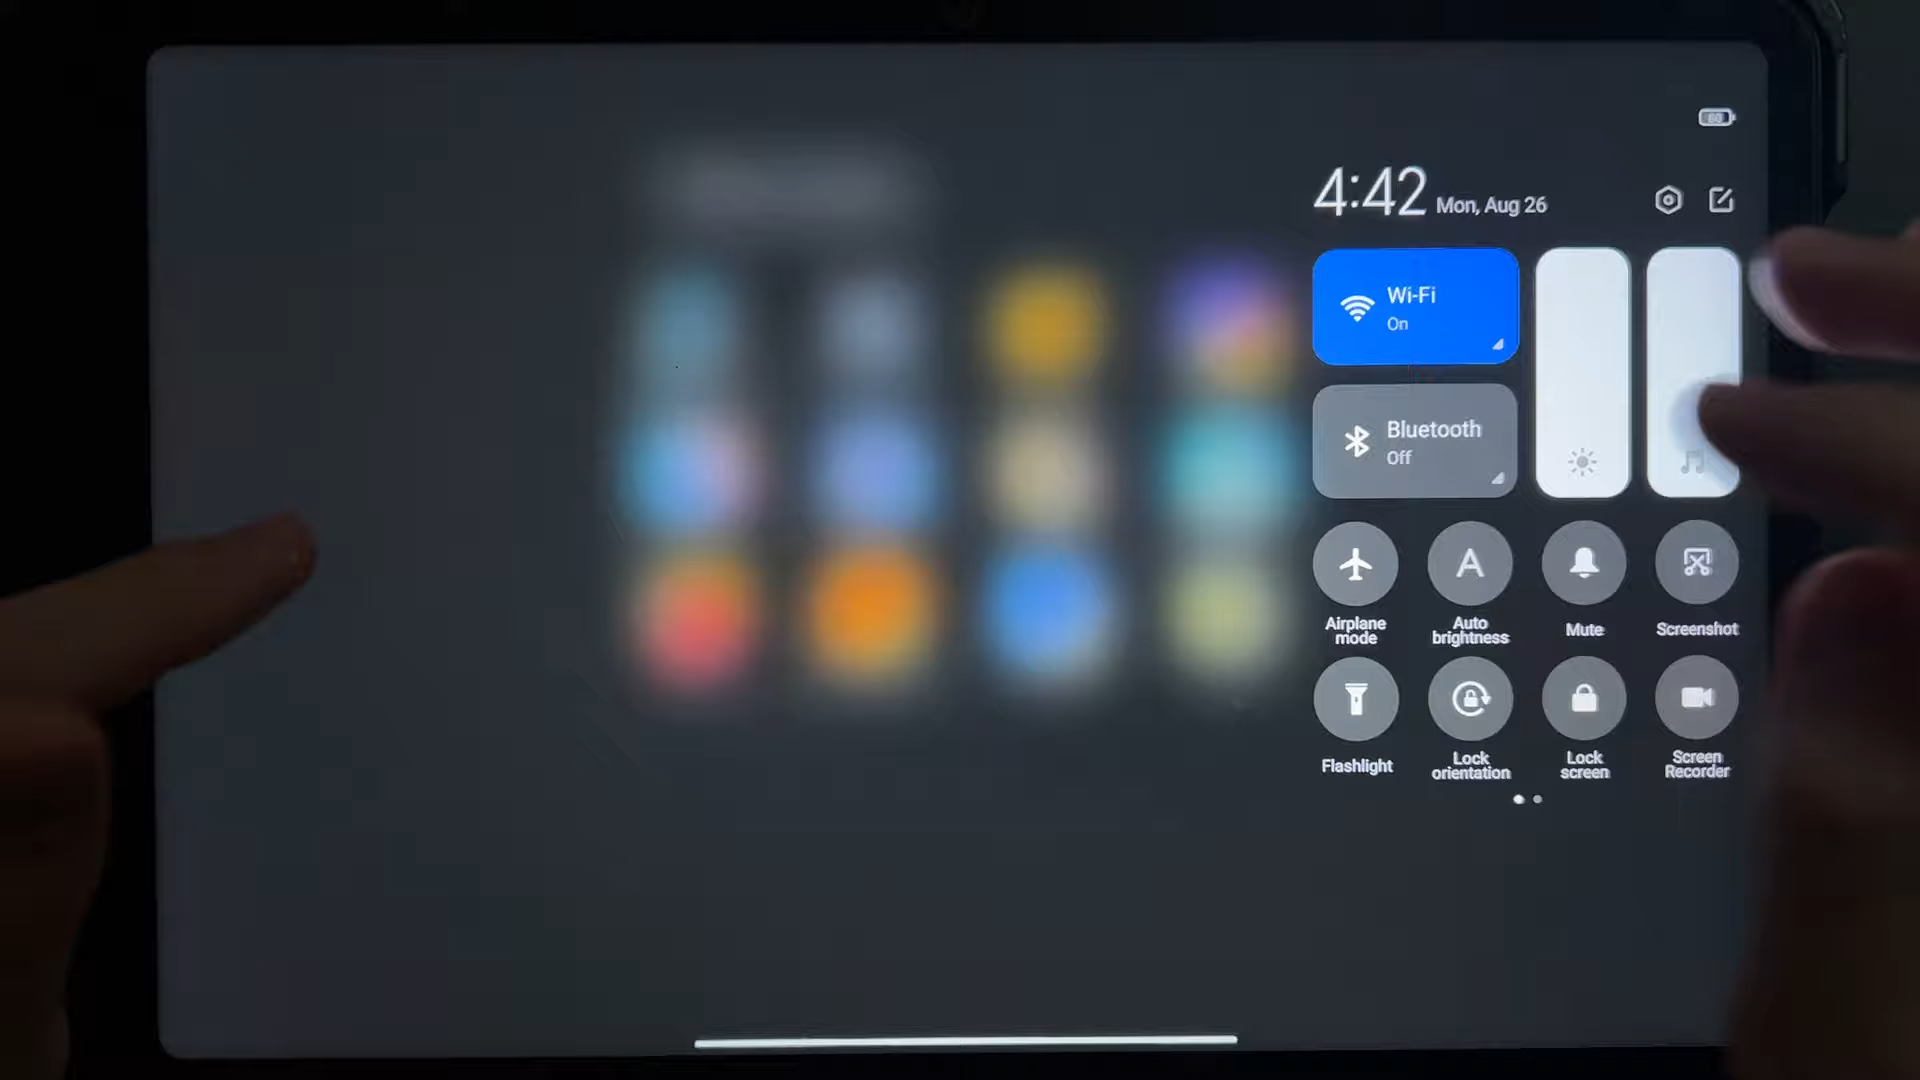 60
4:42 Mon, Aug 26
Wi-Fi
On
Bluetooth
Off
A
Airplane
mode
Auto
brightness
Mute
Screenshot
Flashlight
Lock
orientation
Lock
screen
Screen
Recorder